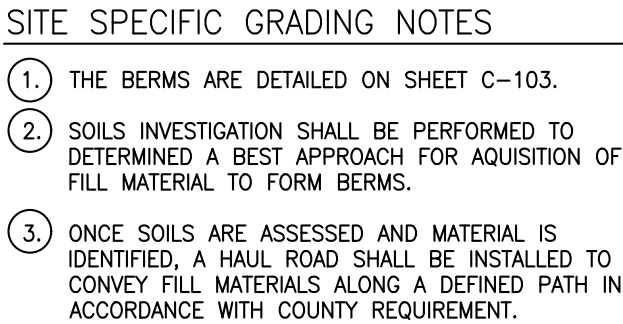 SITE SPECIFIC GRADING NOTES
1. THE BERMS ARE DETAILED ON SHEET C-103.
2. SOILS INVESTIGATION SHALL BE PERFORMED TO
DETERMINED A BEST APPROACH FOR AQUISITION OF
FILL MATERIAL TO FORM BERMS.
3. ONCE SOILS ARE ASSESSED AND MATERIAL IS
IDENTIFIED, A HAUL ROAD SHALL BE INSTALLED TO
CONVEY FILL MATERIALS ALONG A DEFINED PATH IN
ACCORDANCE WITH COUNTY REQUIREMENT.